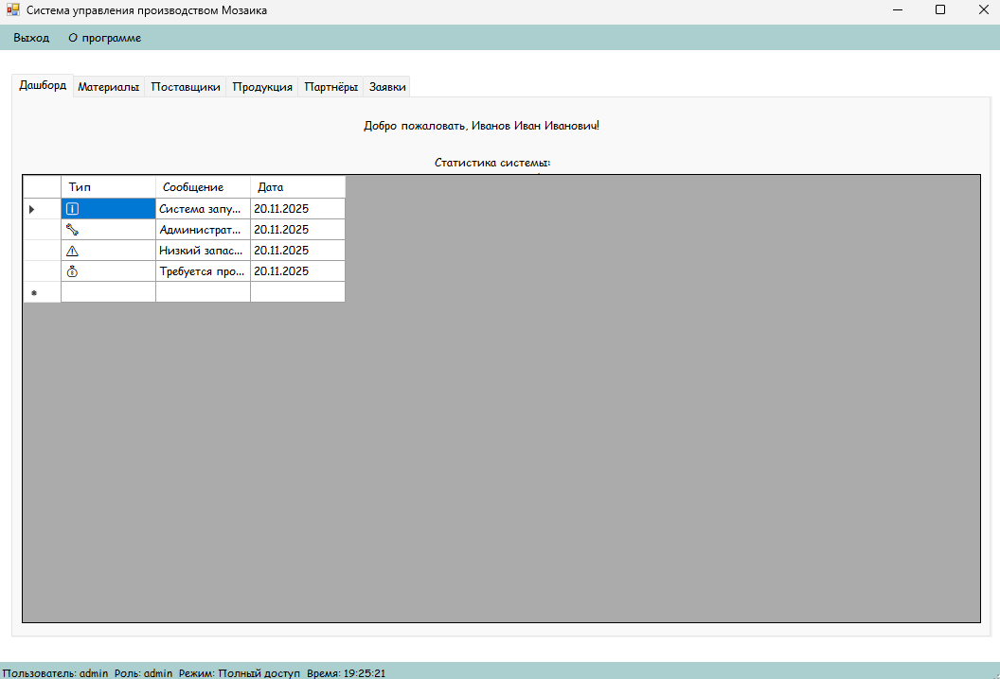 Система управления производством Мозаика
Выход О программе
Дашборд Материалы Поставщики Продукция Партнёры Заявки
Добро пожаловать, Иванов Иван Иванович!
Статистика системы:
Тип Сообщение Дата
Система запу... 20.11.2025
Администрат... 20.11.2025
Низкий запас... 20.11.2025
Требуется про... 20.11.2025
Пользователь: admin Роль: admin Режим: Полный доступ Время: 19:25:21